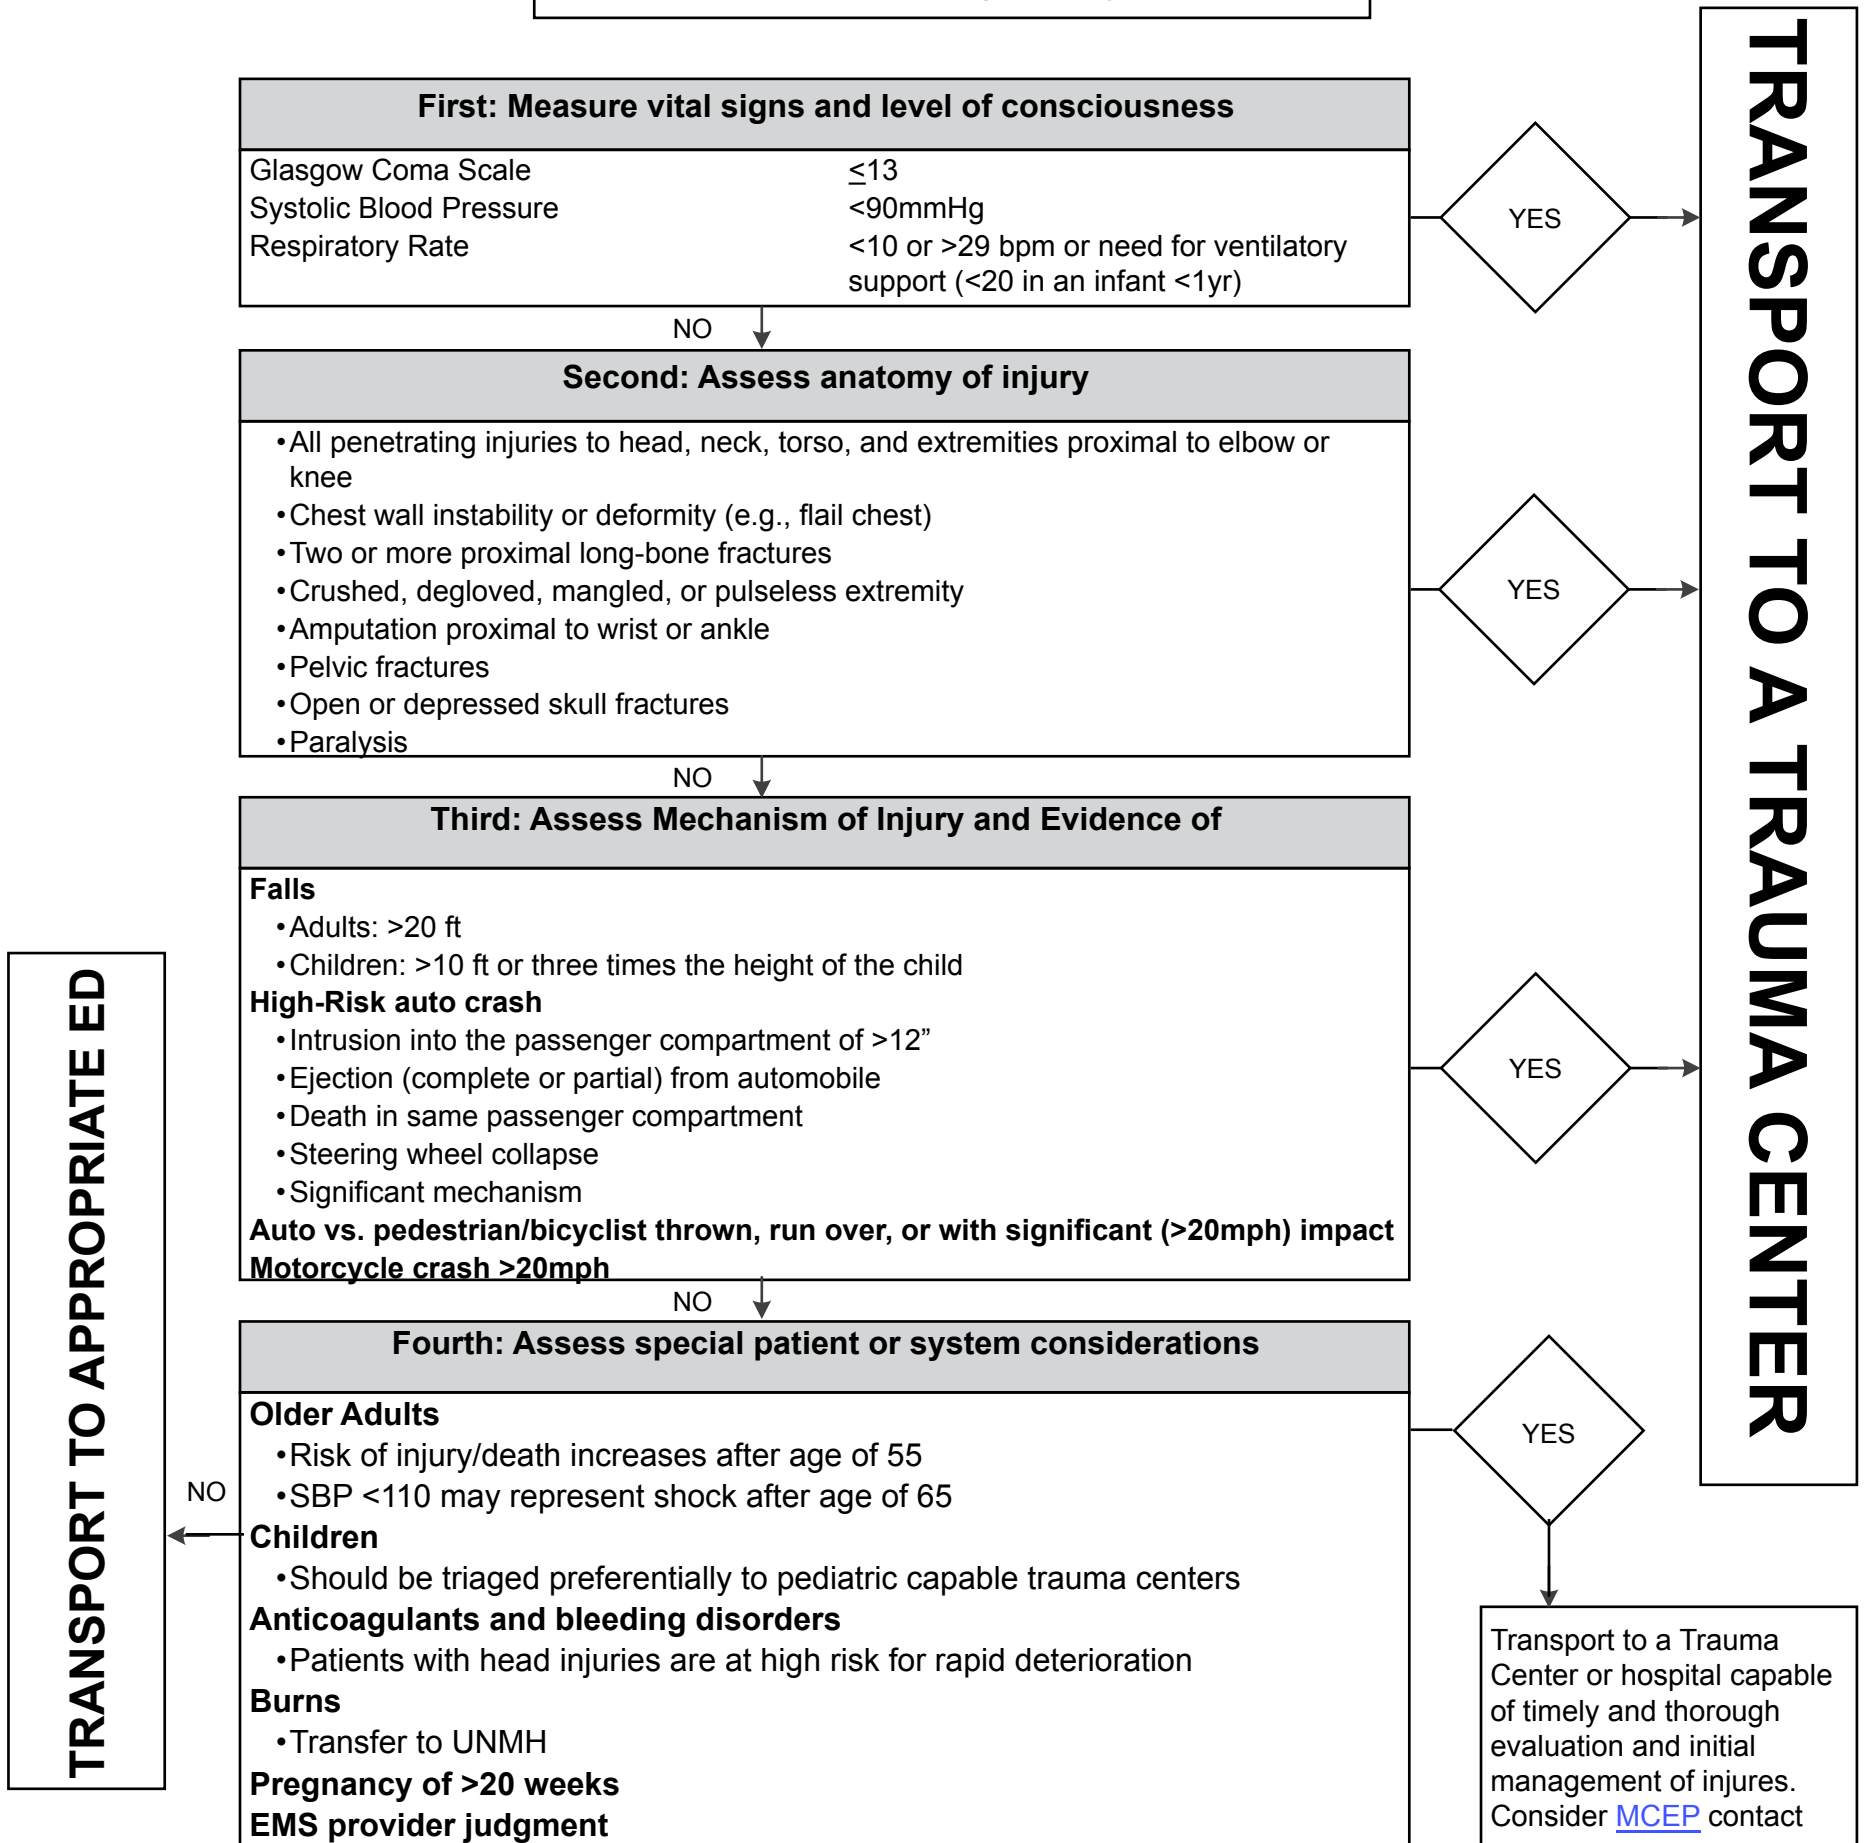 First: Measure vital signs and level of consciousness
Glasgow Coma Scale ≤13
Systolic Blood Pressure <90mmHg
Respiratory Rate <10 or >29 bpm or need for ventilatory
support (<20 in an infant <1yr)
YES
NO
Second: Assess anatomy of injury
•All penetrating injuries to head, neck, torso, and extremities proximal to elbow or
knee
•Chest wall instability or deformity (e.g., flail chest)
•Two or more proximal long-bone fractures
•Crushed, degloved, mangled, or pulseless extremity
•Amputation proximal to wrist or ankle
•Pelvic fractures
•Open or depressed skull fractures
•Paralysis
YES
NO
Third: Assess Mechanism of Injury and Evidence of
Falls
•Adults: >20 ft
•Children: >10 ft or three times the height of the child
High-Risk auto crash
•Intrusion into the passenger compartment of >12”
•Ejection (complete or partial) from automobile
•Death in same passenger compartment
•Steering wheel collapse
•Significant mechanism
Auto vs. pedestrian/bicyclist thrown, run over, or with significant (>20mph) impact
Motorcycle crash >20mph
YES
NO
Fourth: Assess special patient or system considerations
Older Adults
•Risk of injury/death increases after age of 55
•SBP <110 may represent shock after age of 65
Children
•Should be triaged preferentially to pediatric capable trauma centers
Anticoagulants and bleeding disorders
•Patients with head injuries are at high risk for rapid deterioration
Burns
•Transfer to UNMH
Pregnancy of >20 weeks
EMS provider judgment
YES
NO
TRANSPORT TO A TRAUMA CENTER
TRANSPORT TO APPROPRIATE ED
Transport to a Trauma
Center or hospital capable
of timely and thorough
evaluation and initial
management of injures.
Consider MCEP contact